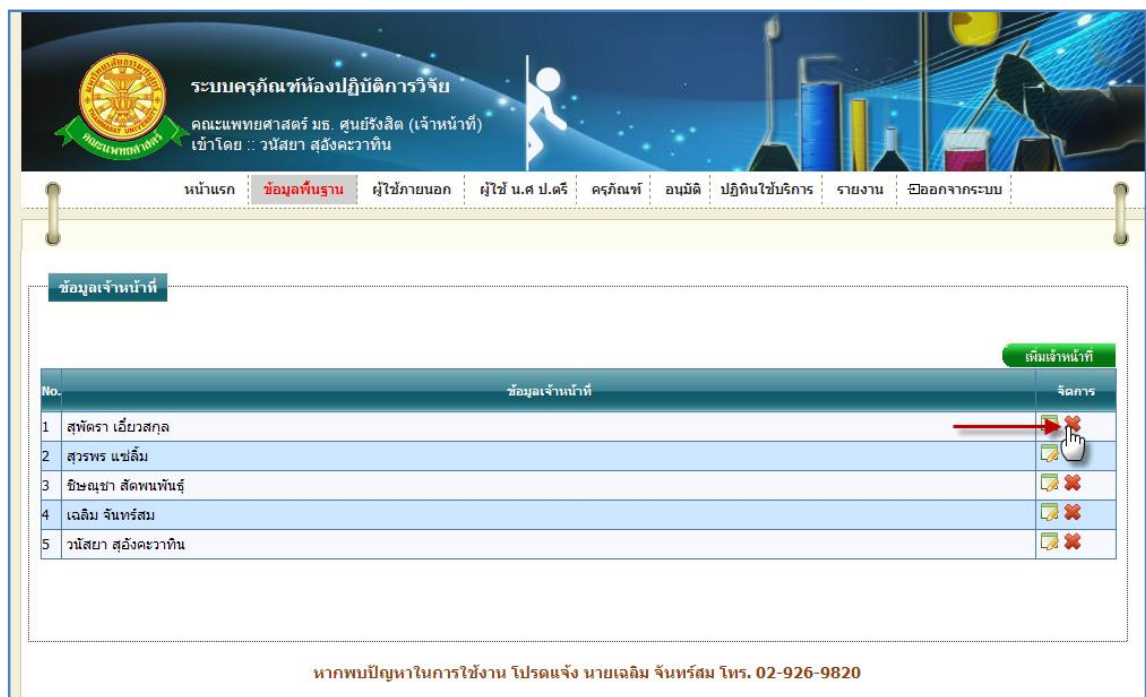 ระบบครุภัณฑ์ห้องปฏิบัติการวิจัย
คณะแพทยศาสตร์ มธ. ศูนย์รังสิต (เจ้าหน้าที่)
เข้าโดย :: วนัสยา สุอังคะวาทิน
คณะแพทยศาสตร์
หน้าแรก ข้อมูลพื้นฐาน ผู้ใช้ภายนอก ผู้ใช้ น.ศ ป.ตรี ครุภัณฑ์ อนุมัติ ปฏิทินใช้บริการ รายงาน ออกจากระบบ
ข้อมูลเจ้าหน้าที่
เพิ่มเจ้าหน้าที่
No. ข้อมูลเจ้าหน้าที่ จัดการ
1 สุพัตรา เอี่ยวสกุล
2 สุวรพร แซ่ลิ้ม
3 ชิษณุชา สัตพนพันธุ์
4 เฉลิม จันทร์สม
5 วนัสยา สุอังคะวาทิน
หากพบปัญหาในการใช้งาน โปรดแจ้ง นายเฉลิม จันทร์สม โทร. 02-926-9820